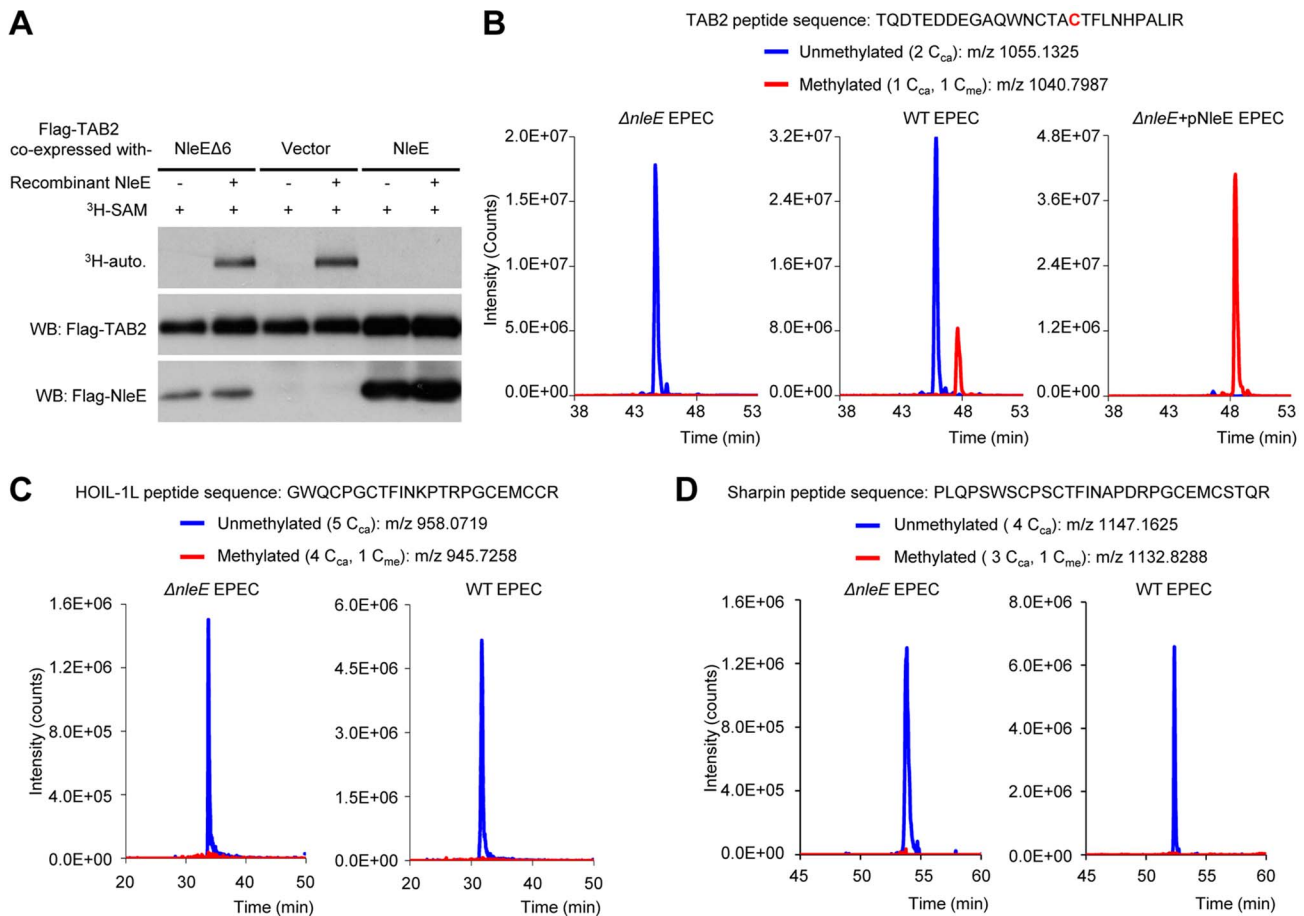 A
Flag-TAB2
co-expressed with-
NleEΔ6 Vector NleE
Recombinant NleE - + - + - +
³H-SAM + + + + + +
³H-auto.
WB: Flag-TAB2
WB: Flag-NleE
B
TAB2 peptide sequence: TQDTEDDEGAQWNCTACTFLNHPALIR
Unmethylated (2 Cca): m/z 1055.1325
Methylated (1 Cca, 1 Cme): m/z 1040.7987
ΔnleE EPEC
WT EPEC
ΔnleE+pNleE EPEC
Intensity (Counts)
2.0E+07
1.5E+07
1.0E+07
5.0E+06
0.0E+00
38 43 48 53
Time (min)
3.2E+07
2.4E+07
1.6E+07
8.0E+06
0.0E+00
38 43 48 53
Time (min)
4.8E+07
4.0E+07
2.4E+07
1.2E+06
0.0E+00
38 48 53
Time (min)
C
HOIL-1L peptide sequence: GWQCPGCTFINKPTRPGCEMCCR
Unmethylated (5 Cca): m/z 958.0719
Methylated (4 Cca, 1 Cme): m/z 945.7258
ΔnleE EPEC
WT EPEC
Intensity (counts)
1.6E+06
1.2E+06
8.0E+05
4.0E+05
0.0E+00
20 30 40 50
Time (min)
6.0E+06
4.5E+06
3.0E+06
1.5E+06
0.0E+00
20 30 40 50
Time (min)
D
Sharpin peptide sequence: PLQPSWSCPSCTFINAPDRPGCEMCSTQR
Unmethylated ( 4 Cca): m/z 1147.1625
Methylated ( 3 Cca, 1 Cme): m/z 1132.8288
ΔnleE EPEC
WT EPEC
Intensity (counts)
1.6E+06
1.2E+06
8.0E+05
4.0E+05
0.0E+00
45 50 55 60
Time (min)
8.0E+06
6.0E+06
4.0E+06
2.0E+06
0.0E+00
45 50 55 60
Time (min)